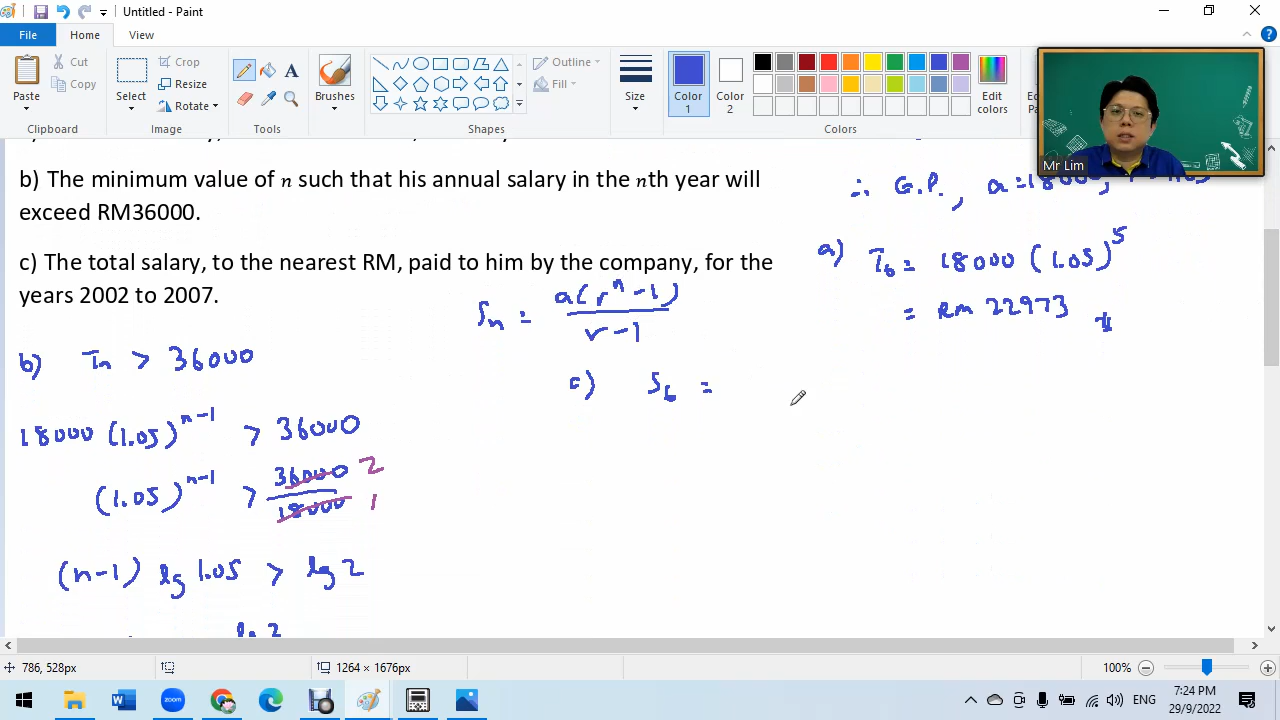 Untitled - Paint
File Home View
Paste Cut Copy
Clipboard
Select Crop Resize Rotate
Image
Tools
Brushes
Shapes
Outline
Fill
Size
Color 1
Color 2
Colors
Edit colors
Mr Lim
b) The minimum value of n such that his annual salary in the nth year will
exceed RM36000.
c) The total salary, to the nearest RM, paid to him by the company, for the
years 2002 to 2007.
∴ G.P., a=18000,
a) T₆ = 18000 (1.05)⁵
= RM 22973
Sₙ = a(rⁿ-1) / r-1
b) Tₙ > 36000
18000 (1.05)ⁿ⁻¹ > 36000
(1.05)ⁿ⁻¹ > 36000 2 / 18000 1
(n-1) lg 1.05 > lg 2
lg 2
c) S₆ =
786, 528px
1264 × 1676px
100%
W
zoom
ENG
7:24 PM
29/9/2022